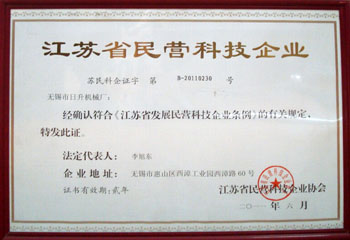 江苏省民营科技企业
苏民科企证字 第 B-20110230 号
无锡市日升机械厂:
经确认符合《江苏省发展民营科技企业条例》的有关规定,
特发此证。
法定代表人: 李旭东
企业地址: 无锡市惠山区西漳工业园西漳路60号
证书有效期:贰年
江苏省民营科技企业协会
二〇一一年六月